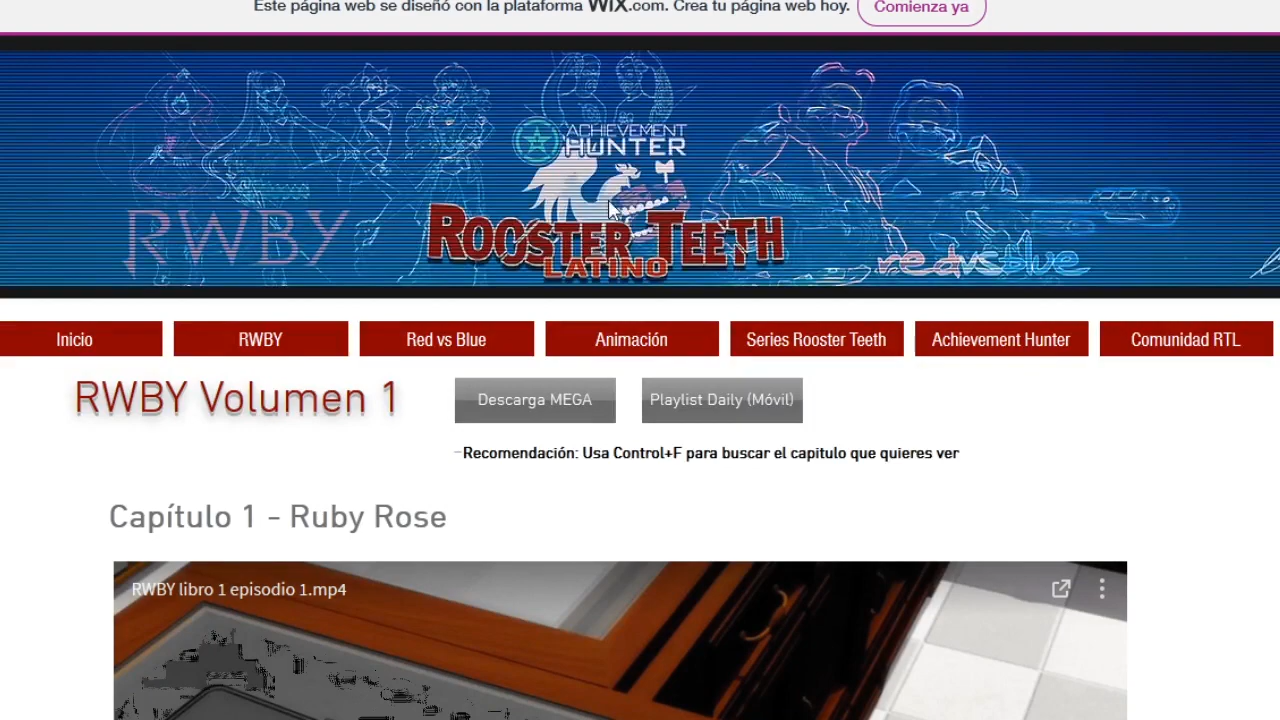 Este página web se diseñó con la plataforma WiX.com. Crea tu página web hoy. Comienza ya
ACHIEVEMENT
HUNTER
RWBY
ROOSTER TEETH
LATINO
redvsblue
Inicio RWBY Red vs Blue Animación Series Rooster Teeth Achievement Hunter Comunidad RTL
RWBY Volumen 1 Descarga MEGA Playlist Daily (Móvil)
Recomendación: Usa Control+F para buscar el capitulo que quieres ver
Capítulo 1 - Ruby Rose
RWBY libro 1 episodio 1.mp4